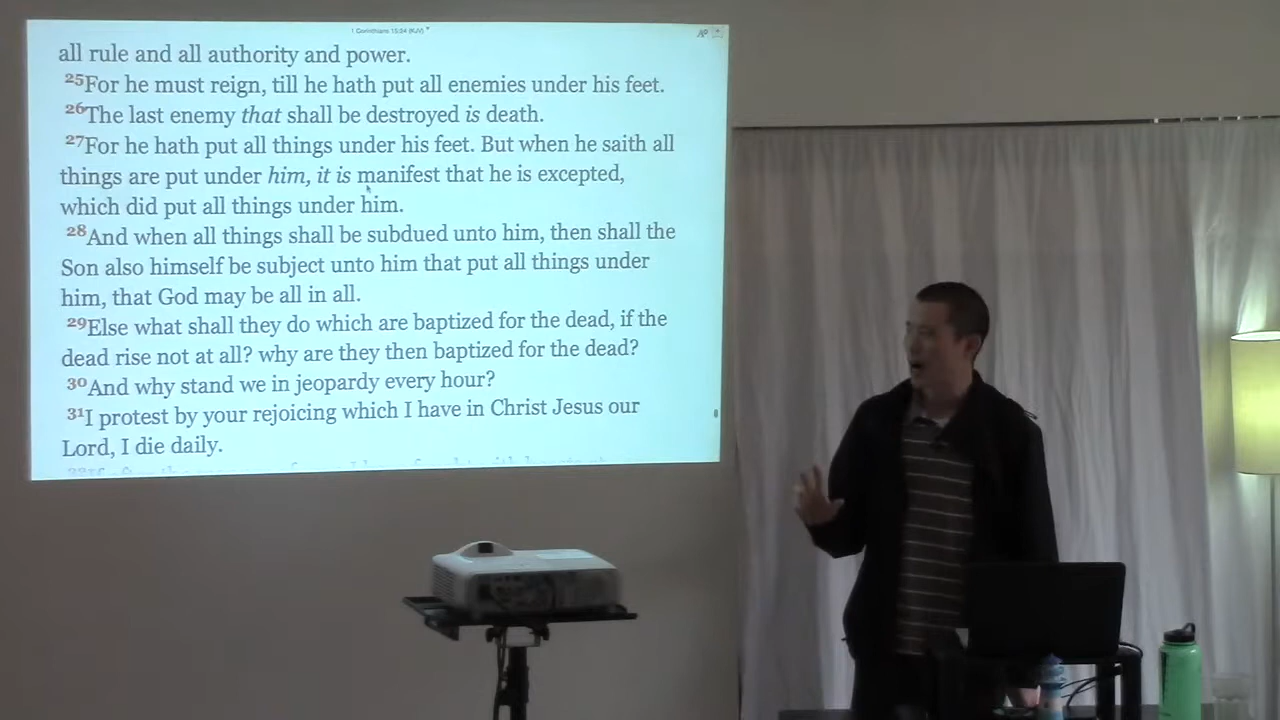 1 Corinthians 15:24 (KJV)
all rule and all authority and power.
25For he must reign, till he hath put all enemies under his feet.
26The last enemy that shall be destroyed is death.
27For he hath put all things under his feet. But when he saith all
things are put under him, it is manifest that he is excepted,
which did put all things under him.
28And when all things shall be subdued unto him, then shall the
Son also himself be subject unto him that put all things under
him, that God may be all in all.
29Else what shall they do which are baptized for the dead, if the
dead rise not at all? why are they then baptized for the dead?
30And why stand we in jeopardy every hour?
31I protest by your rejoicing which I have in Christ Jesus our
Lord, I die daily.